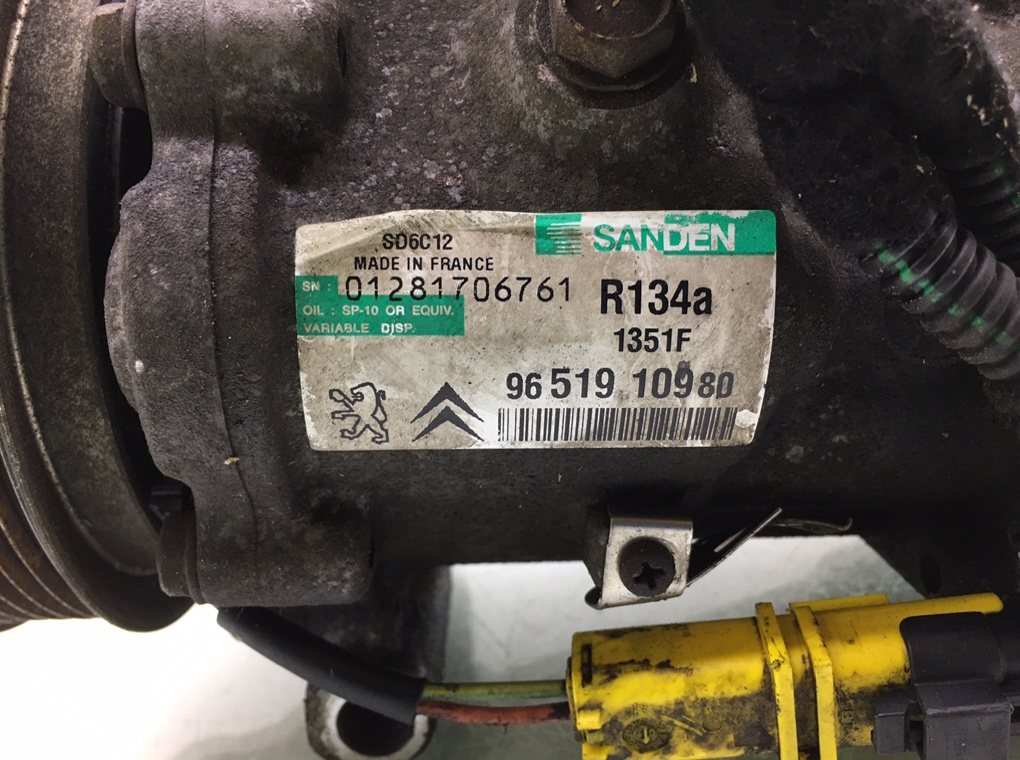 SD6C12
SANDEN
MADE IN FRANCE
SN : 01281706761
R134a
OIL : SP-10 OR EQUIV.
VARIABLE DISP.
1351F
96 519 109 80